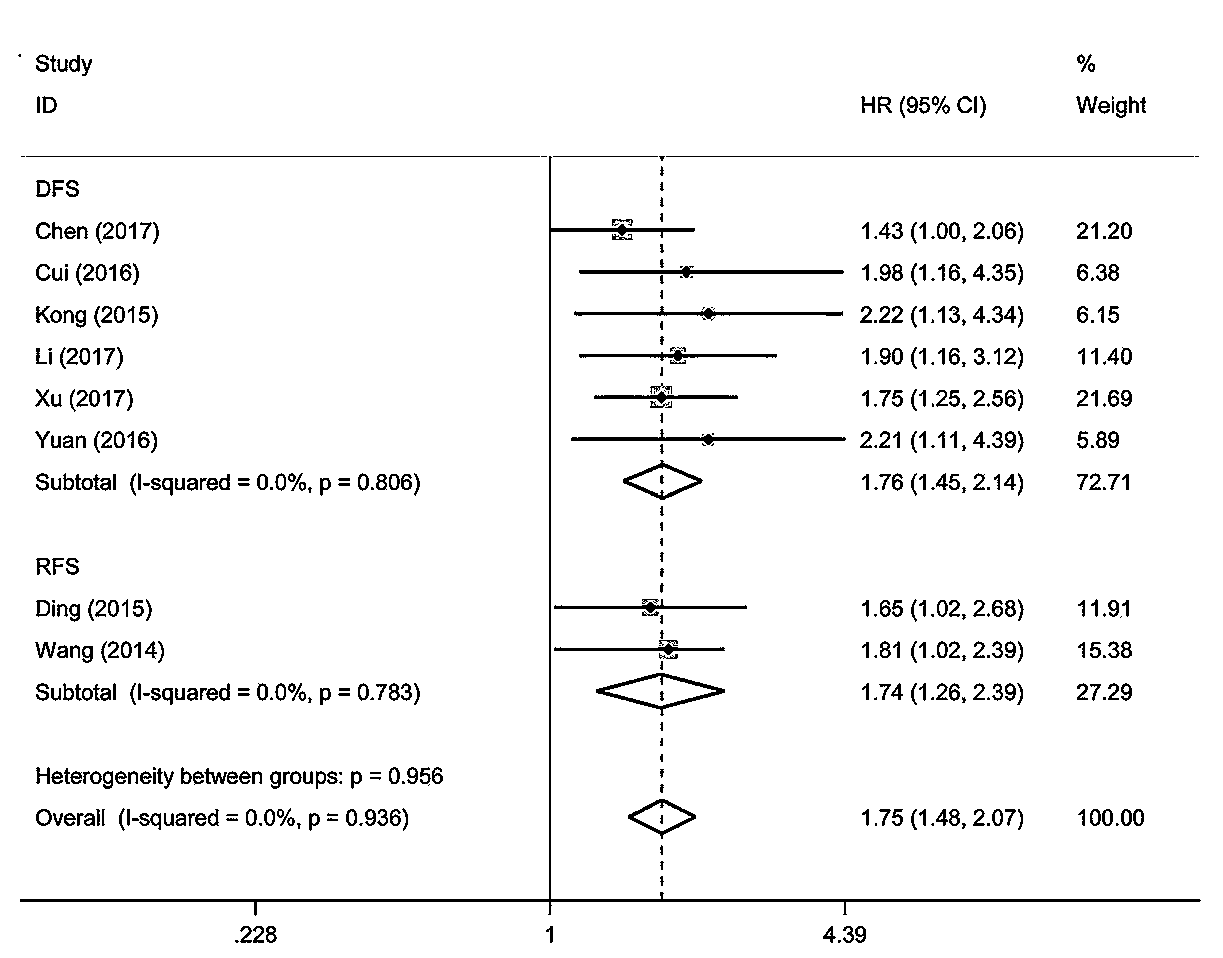 Study %
ID HR (95% CI) Weight
DFS
Chen (2017) 1.43 (1.00, 2.06) 21.20
Cui (2016) 1.98 (1.16, 4.35) 6.38
Kong (2015) 2.22 (1.13, 4.34) 6.15
Li (2017) 1.90 (1.16, 3.12) 11.40
Xu (2017) 1.75 (1.25, 2.56) 21.69
Yuan (2016) 2.21 (1.11, 4.39) 5.89
Subtotal (I-squared = 0.0%, p = 0.806) 1.76 (1.45, 2.14) 72.71
RFS
Ding (2015) 1.65 (1.02, 2.68) 11.91
Wang (2014) 1.81 (1.02, 2.39) 15.38
Subtotal (I-squared = 0.0%, p = 0.783) 1.74 (1.26, 2.39) 27.29
Heterogeneity between groups: p = 0.956
Overall (I-squared = 0.0%, p = 0.936) 1.75 (1.48, 2.07) 100.00
.228 1 4.39